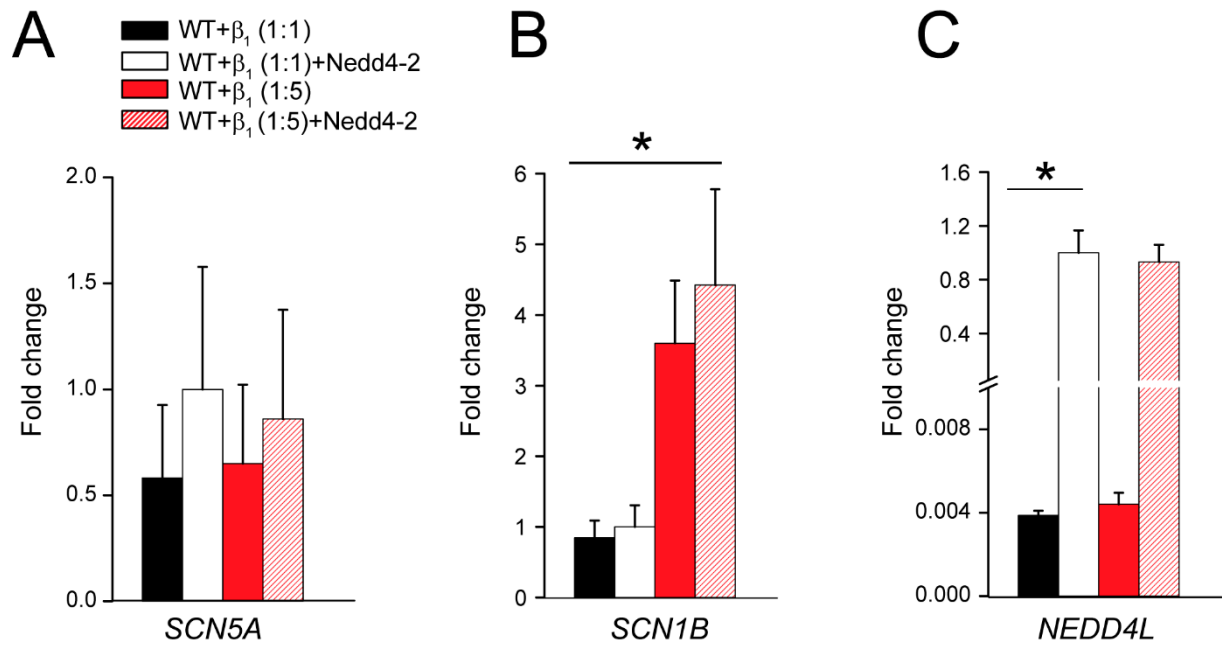 A
WT+β₁ (1:1)
WT+β₁ (1:1)+Nedd4-2
WT+β₁ (1:5)
WT+β₁ (1:5)+Nedd4-2
Fold change
2.0
1.5
1.0
0.5
0.0
SCN5A
B
*
Fold change
6
5
4
3
2
1
0
SCN1B
C
*
Fold change
1.6
1.2
0.8
0.4
0.008
0.004
0.000
NEDD4L